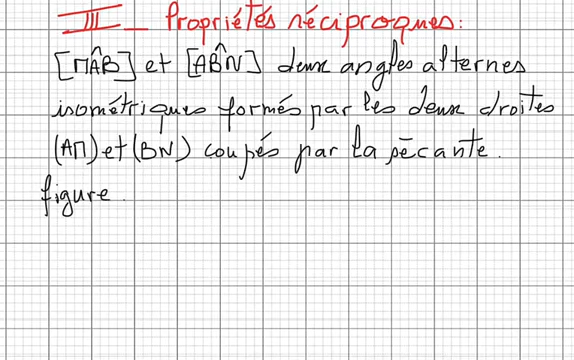 III _ Propriétés réciproques:
[MÂB] et [AB̂N] deux angles alternes
isométriques formés par les deux droites
(AM) et (BN) coupés par la sécante.
figure.